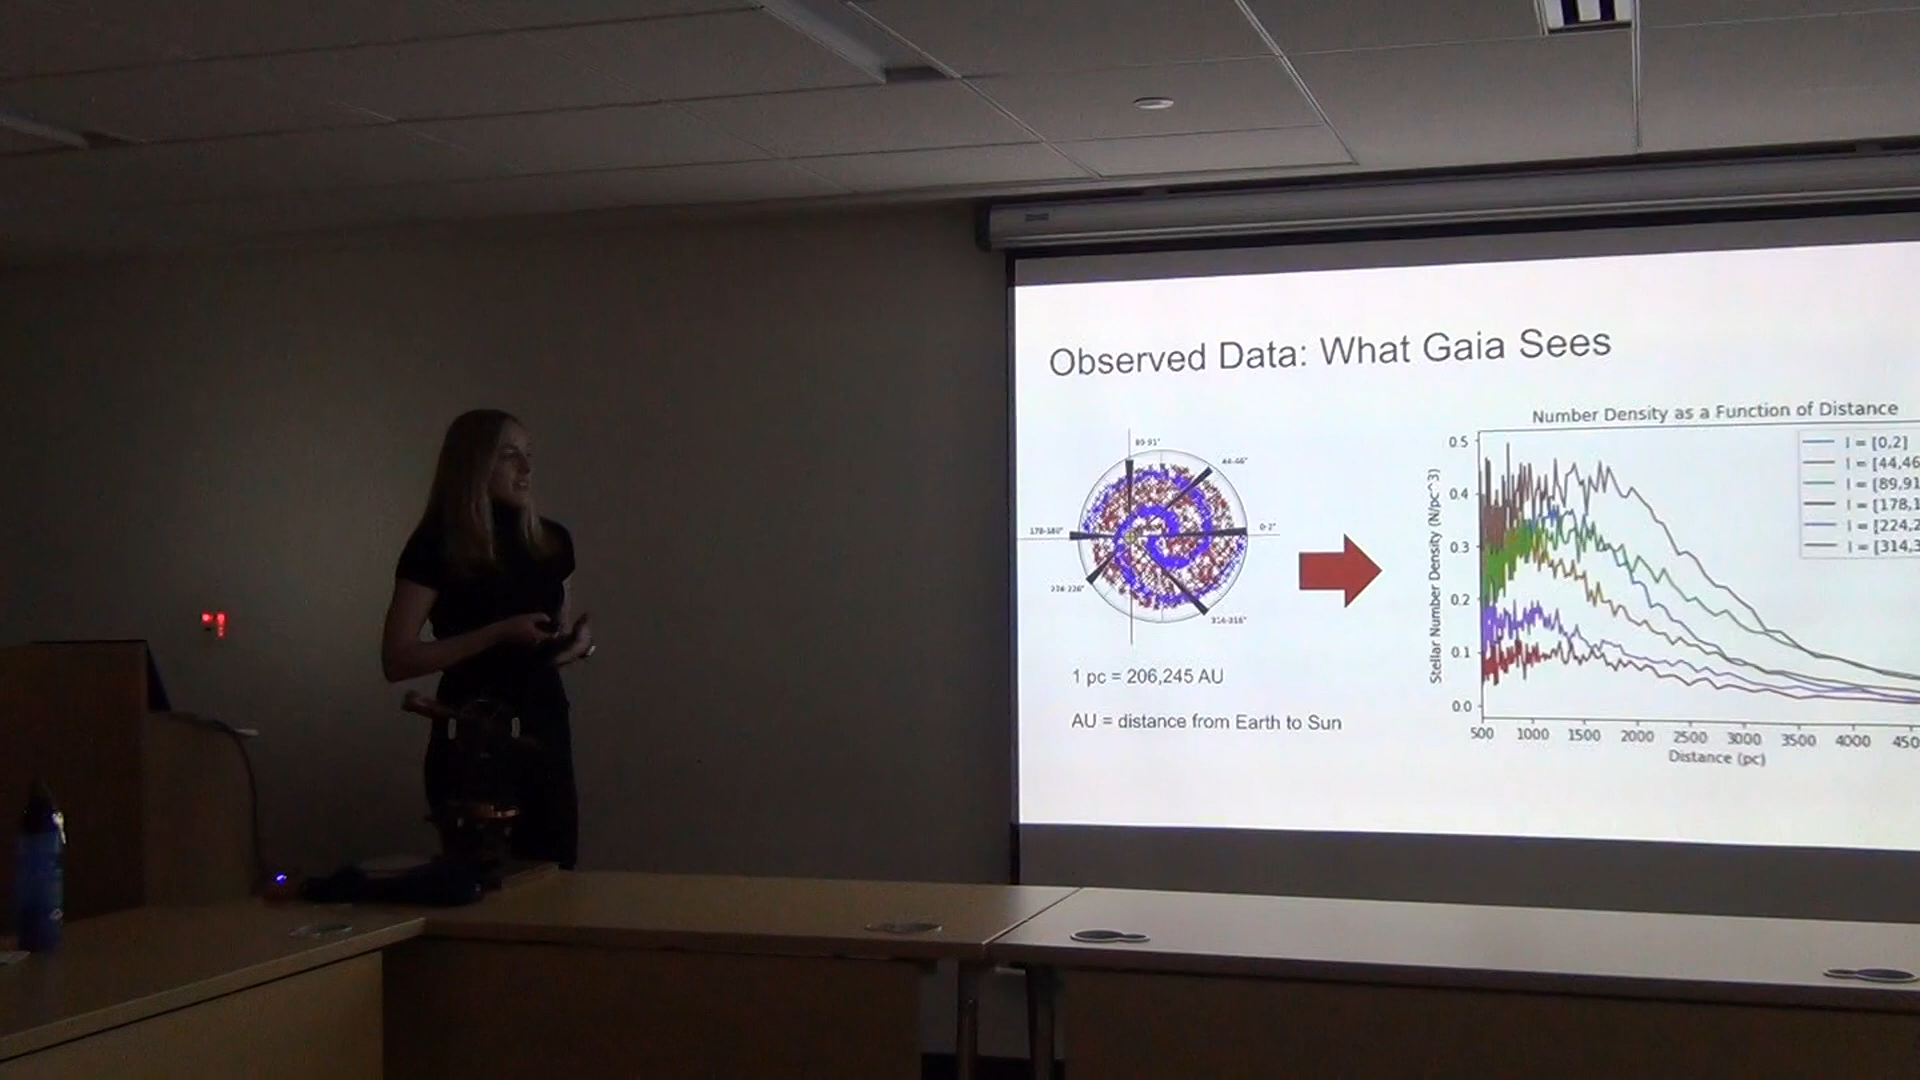 Observed Data: What Gaia Sees
89-91°
44-46°
0-2°
178-180°
224-226°
314-316°
1 pc = 206,245 AU
AU = distance from Earth to Sun
Number Density as a Function of Distance
l = [0,2]
l = [44,46
l = [89,91
l = [178,1
l = [224,2
l = [314,3
Stellar Number Density (N/pc^3)
0.5
0.4
0.3
0.2
0.1
0.0
500 1000 1500 2000 2500 3000 3500 4000 450
Distance (pc)